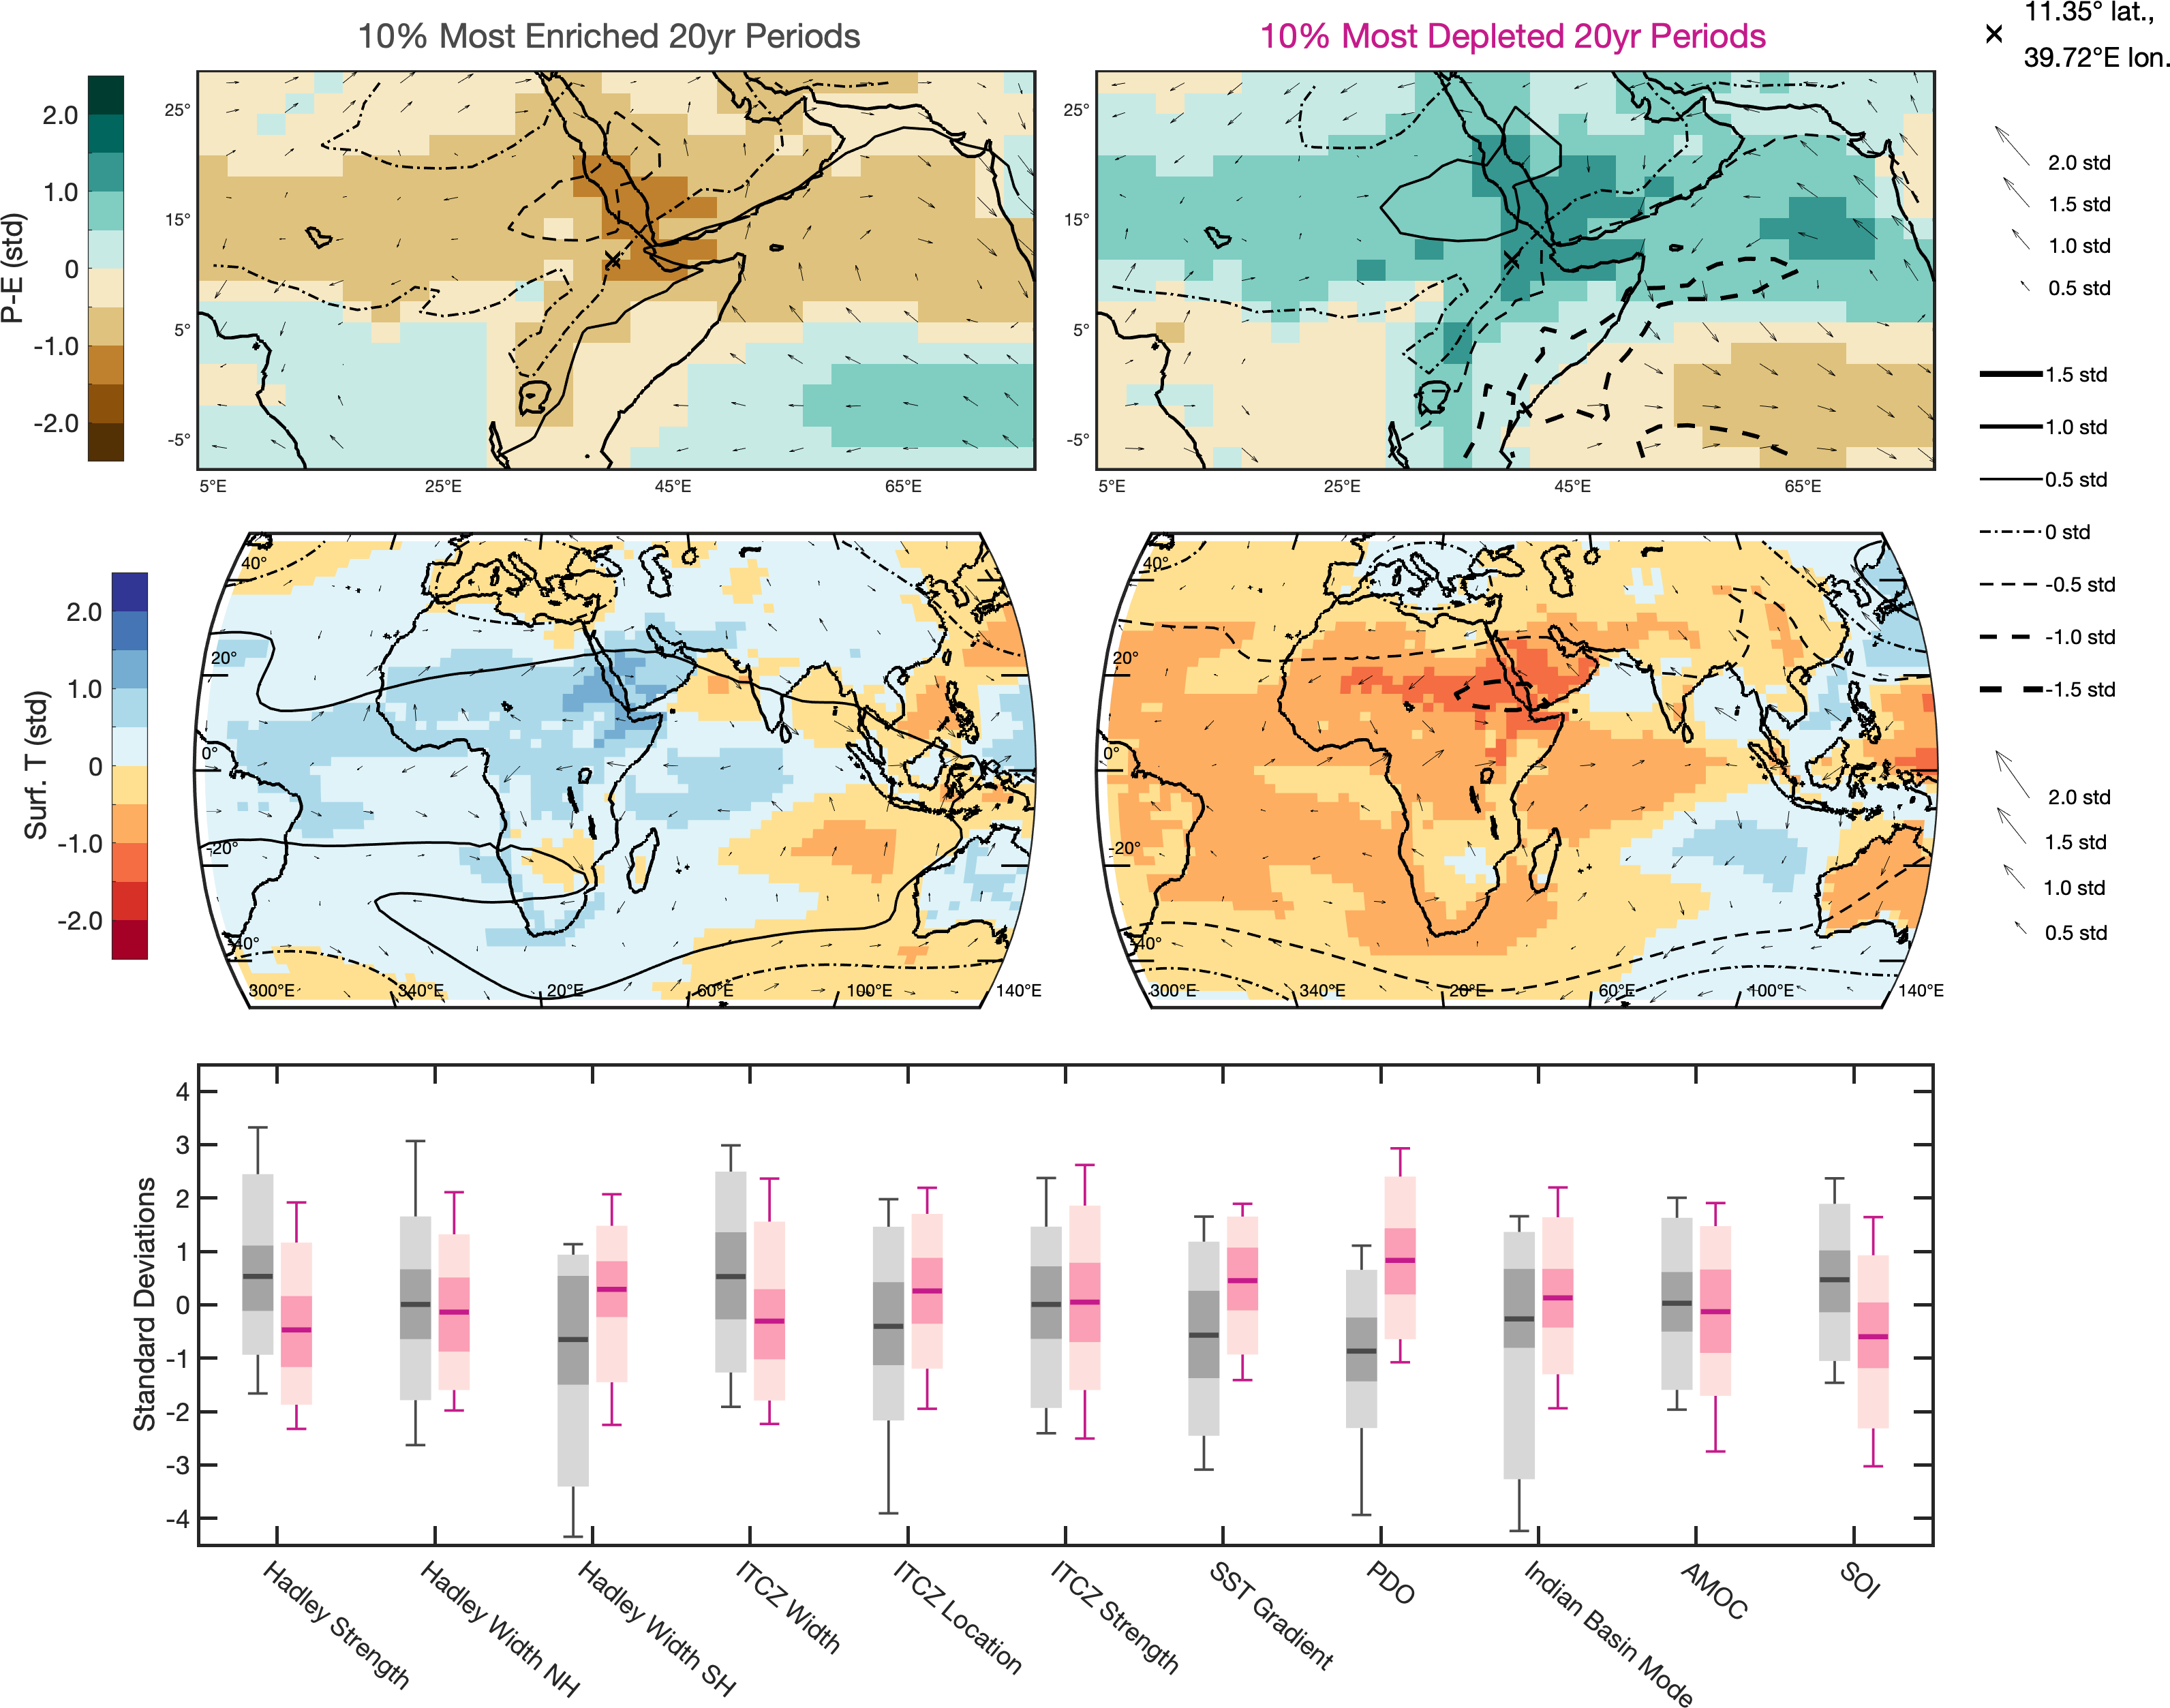 10% Most Enriched 20yr Periods
10% Most Depleted 20yr Periods
11.35° lat.,
39.72°E lon.
P-E (std)
2.0
1.0
0
-1.0
-2.0
25°
15°
5°
-5°
5°E
25°E
45°E
65°E
25°
15°
5°
-5°
5°E
25°E
45°E
65°E
2.0 std
1.5 std
1.0 std
0.5 std
1.5 std
1.0 std
0.5 std
0 std
-0.5 std
-1.0 std
-1.5 std
Surf. T (std)
2.0
1.0
0
-1.0
-2.0
40°
20°
0°
-20°
-40°
300°E
340°E
20°E
60°E
100°E
140°E
40°
20°
0°
-20°
-40°
300°E
340°E
20°E
60°E
100°E
140°E
2.0 std
1.5 std
1.0 std
0.5 std
Standard Deviations
4
3
2
1
0
-1
-2
-3
-4
Hadley Strength
Hadley Width NH
Hadley Width SH
ITCZ Width
ITCZ Location
ITCZ Strength
SST Gradient
PDO
Indian Basin Mode
AMOC
SOI